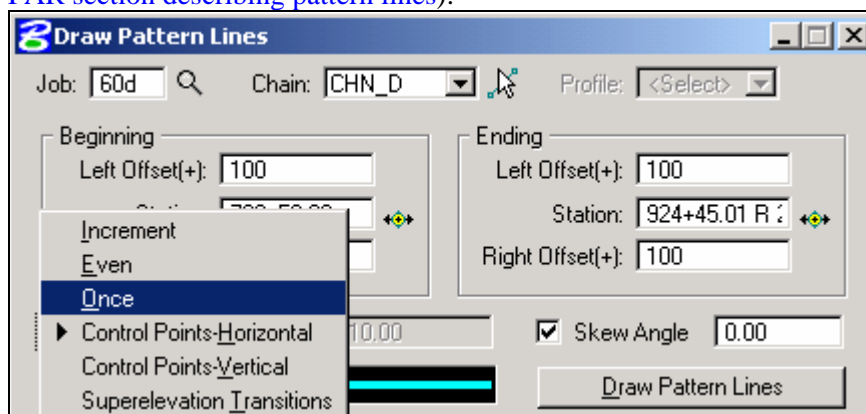 PAR section describing pattern lines).
Draw Pattern Lines
Job: 60d Chain: CHN_D Profile: <Select>
Beginning
Left Offset(+): 100
Ending
Left Offset(+): 100
Station: 924+45.01 R
Right Offset(+): 100
Increment
Even
Once
Control Points-Horizontal
10.00
Control Points-Vertical
Superelevation Transitions
Skew Angle 0.00
Draw Pattern Lines